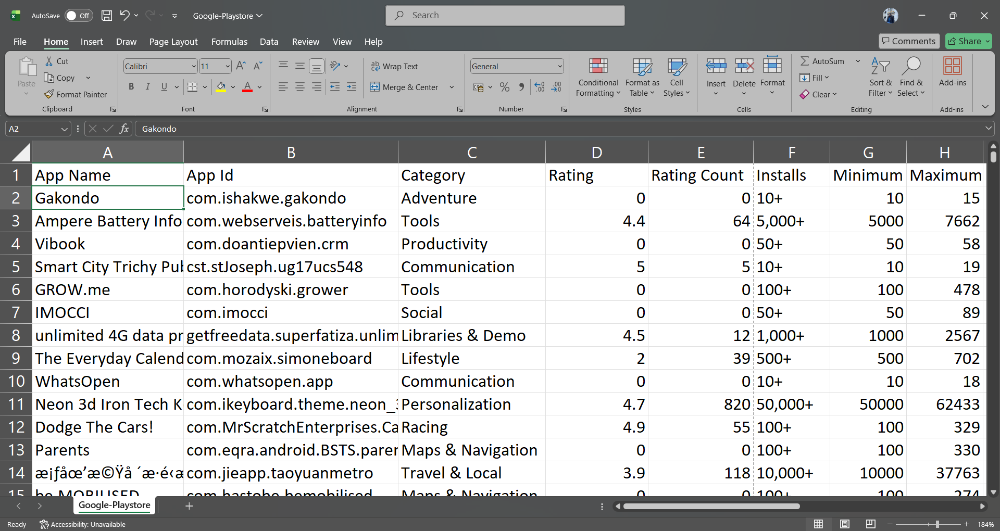 AutoSave Off Google-Playstore Search
File Home Insert Draw Page Layout Formulas Data Review View Help Comments Share
Paste Cut Copy Format Painter Clipboard
Calibri 11 B I U A Font
Wrap Text Merge & Center Alignment
General % Number
Conditional Formatting Format as Table Cell Styles Styles
Insert Delete Format Cells
AutoSum Fill Clear Sort & Filter Find & Select Editing
Add-ins Add-ins
A2 fx Gakondo
A B C D E F G H
1 App Name App Id Category Rating Rating Count Installs Minimum Maximum
2 Gakondo com.ishakwe.gakondo Adventure 0 0 10+ 10 15
3 Ampere Battery Info com.webserveis.batteryinfo Tools 4.4 64 5,000+ 5000 7662
4 Vibook com.doantiepvien.crm Productivity 0 0 50+ 50 58
5 Smart City Trichy Pub cst.stJoseph.ug17ucs548 Communication 5 5 10+ 10 19
6 GROW.me com.horodyski.grower Tools 0 0 100+ 100 478
7 IMOCCI com.imocci Social 0 0 50+ 50 89
8 unlimited 4G data pr getfreedata.superfatiza.unlim Libraries & Demo 4.5 12 1,000+ 1000 2567
9 The Everyday Calend com.mozaix.simoneboard Lifestyle 2 39 500+ 500 702
10 WhatsOpen com.whatsopen.app Communication 0 0 10+ 10 18
11 Neon 3d Iron Tech K com.ikeyboard.theme.neon_3 Personalization 4.7 820 50,000+ 50000 62433
12 Dodge The Cars! com.MrScratchEnterprises.Ca Racing 4.9 55 100+ 100 329
13 Parents com.eqra.android.BSTS.paren Maps & Navigation 0 0 100+ 100 330
14 com.jieapp.taoyuanmetro Travel & Local 3.9 118 10,000+ 10000 37763
15 be MOBILISED com.hastobe.bemobilised Maps & Navigation 0 0 100+ 100 274
Google-Playstore
Ready Accessibility: Unavailable 184%